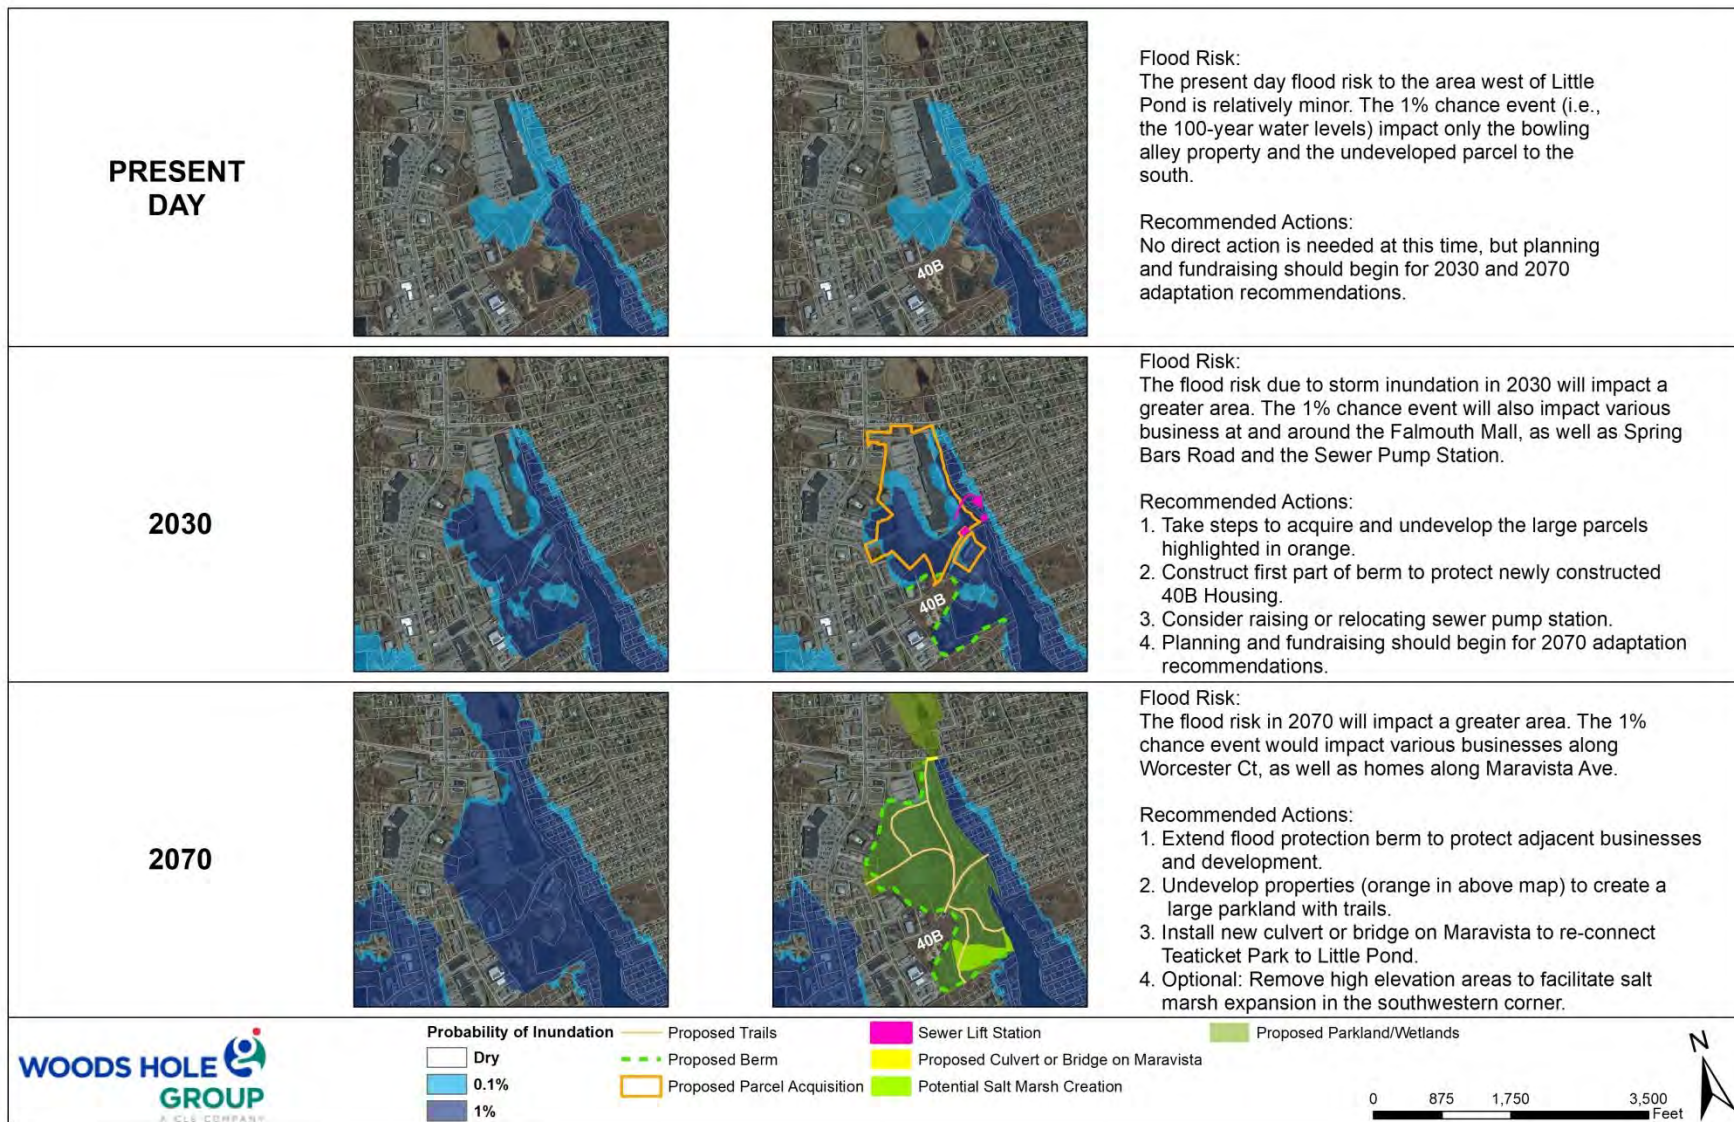 PRESENT
DAY
40B
Flood Risk:
The present day flood risk to the area west of Little
Pond is relatively minor. The 1% chance event (i.e.,
the 100-year water levels) impact only the bowling
alley property and the undeveloped parcel to the
south.
Recommended Actions:
No direct action is needed at this time, but planning
and fundraising should begin for 2030 and 2070
adaptation recommendations.
2030
40B
Flood Risk:
The flood risk due to storm inundation in 2030 will impact a
greater area. The 1% chance event will also impact various
business at and around the Falmouth Mall, as well as Spring
Bars Road and the Sewer Pump Station.
Recommended Actions:
1. Take steps to acquire and undevelop the large parcels
highlighted in orange.
2. Construct first part of berm to protect newly constructed
40B Housing.
3. Consider raising or relocating sewer pump station.
4. Planning and fundraising should begin for 2070 adaptation
recommendations.
2070
40B
Flood Risk:
The flood risk in 2070 will impact a greater area. The 1%
chance event would impact various businesses along
Worcester Ct, as well as homes along Maravista Ave.
Recommended Actions:
1. Extend flood protection berm to protect adjacent businesses
and development.
2. Undevelop properties (orange in above map) to create a
large parkland with trails.
3. Install new culvert or bridge on Maravista to re-connect
Teaticket Park to Little Pond.
4. Optional: Remove high elevation areas to facilitate salt
marsh expansion in the southwestern corner.
WOODS HOLE
GROUP
A CLS COMPANY
Probability of Inundation
Dry
0.1%
1%
Proposed Trails
Proposed Berm
Proposed Parcel Acquisition
Sewer Lift Station
Proposed Culvert or Bridge on Maravista
Potential Salt Marsh Creation
Proposed Parkland/Wetlands
N
0 875 1,750 3,500
Feet